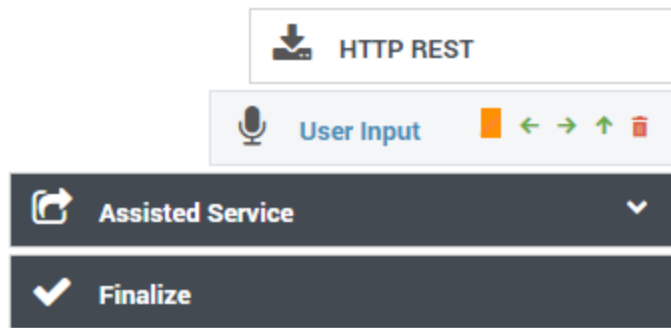 HTTP REST
User Input
Assisted Service
Finalize